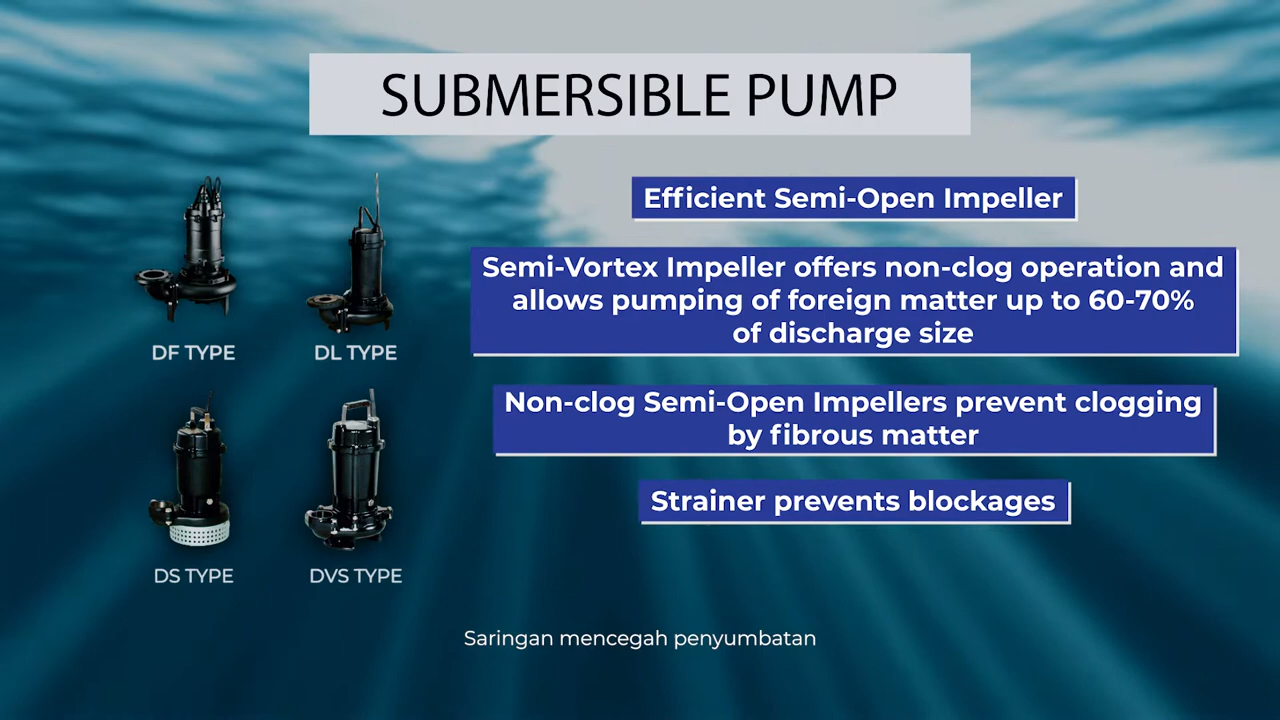 SUBMERSIBLE PUMP
DF TYPE
DL TYPE
DS TYPE
DVS TYPE
Efficient Semi-Open Impeller
Semi-Vortex Impeller offers non-clog operation and
allows pumping of foreign matter up to 60-70%
of discharge size
Non-clog Semi-Open Impellers prevent clogging
by fibrous matter
Strainer prevents blockages
Saringan mencegah penyumbatan